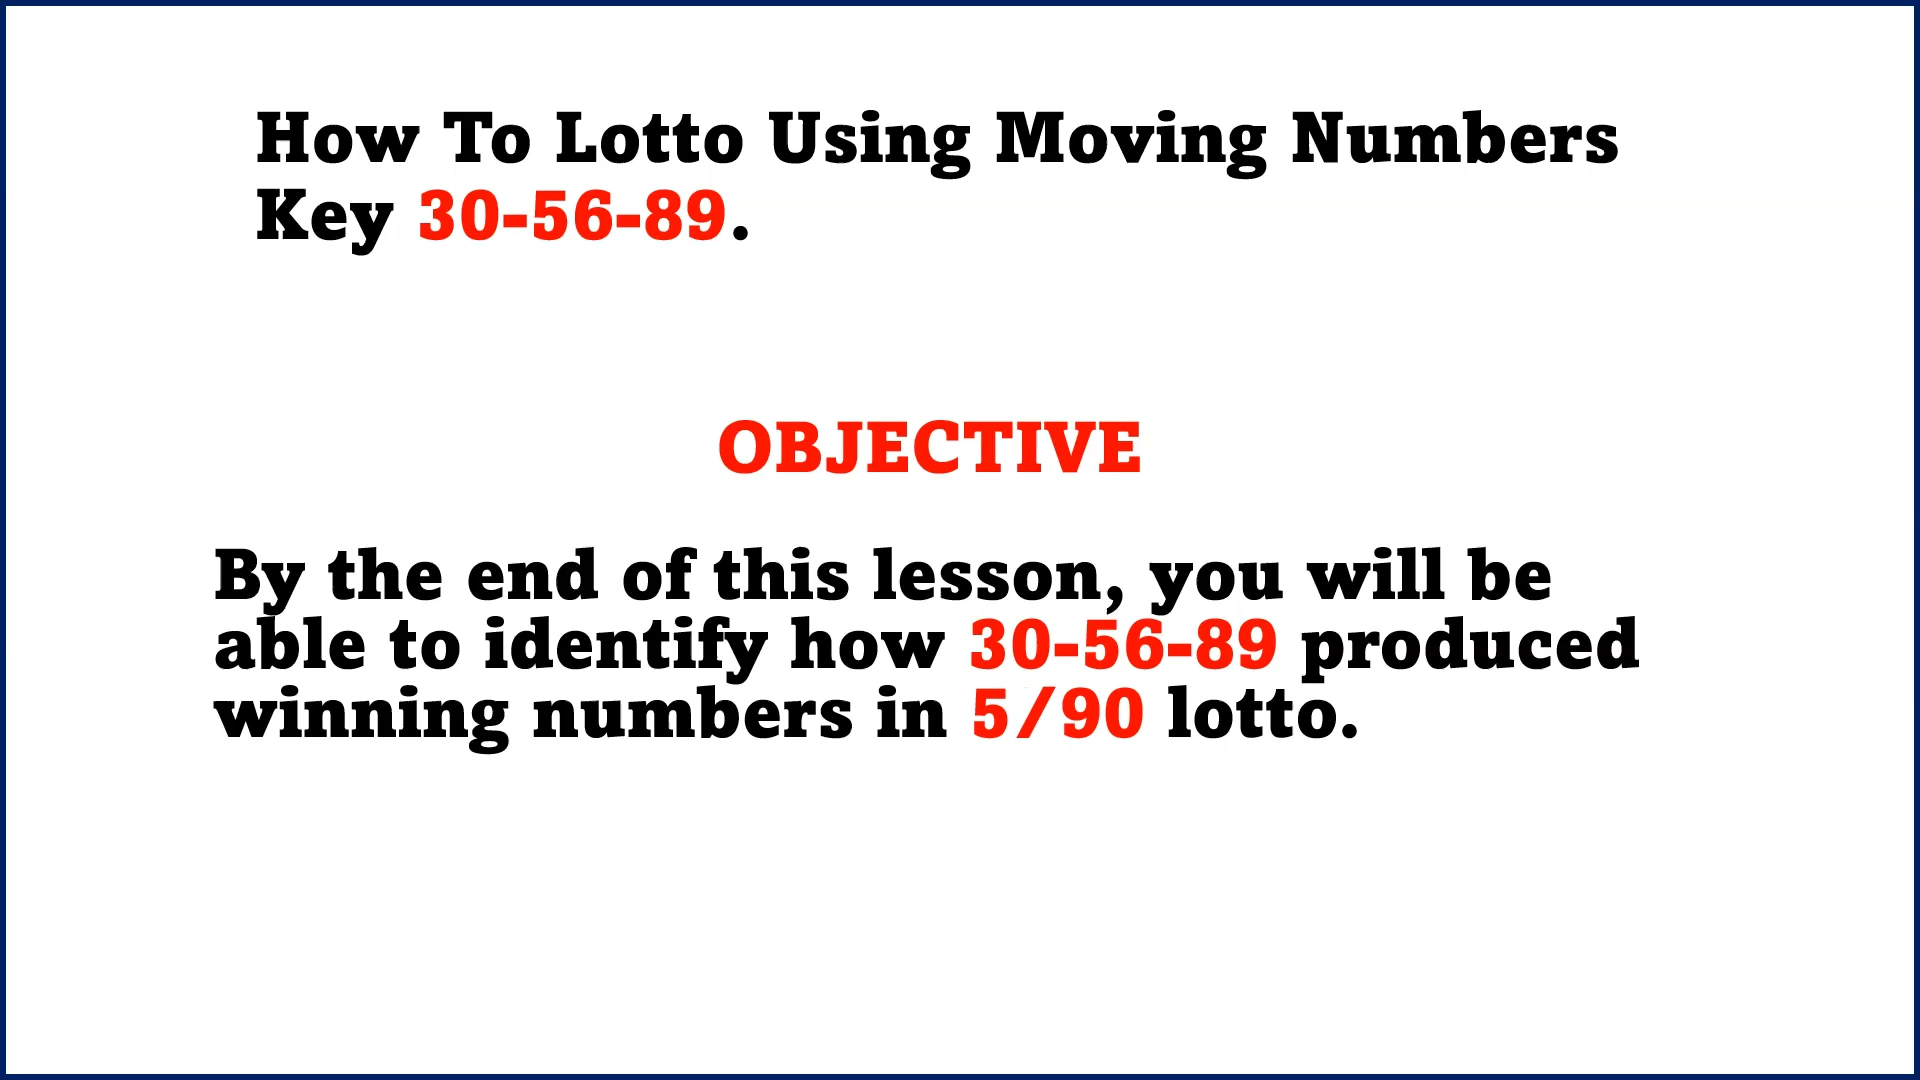 How To Lotto Using Moving Numbers
Key 30-56-89.
OBJECTIVE
By the end of this lesson, you will be
able to identify how 30-56-89 produced
winning numbers in 5/90 lotto.